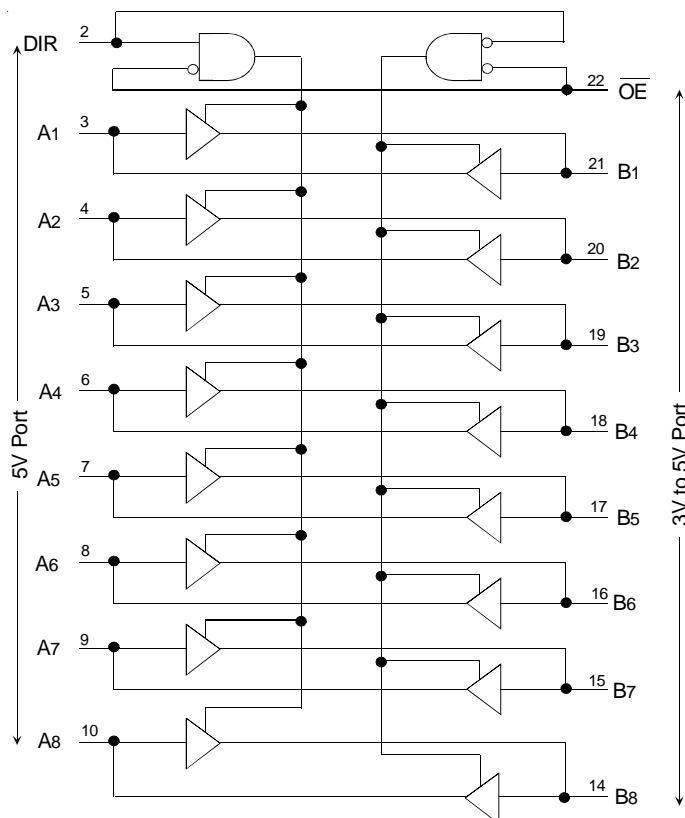 DIR 2
22 OE
A1 3
21 B1
A2 4
20 B2
A3 5
19 B3
A4 6
18 B4
A5 7
17 B5
A6 8
16 B6
A7 9
15 B7
A8 10
14 B8
5V Port
3V to 5V Port